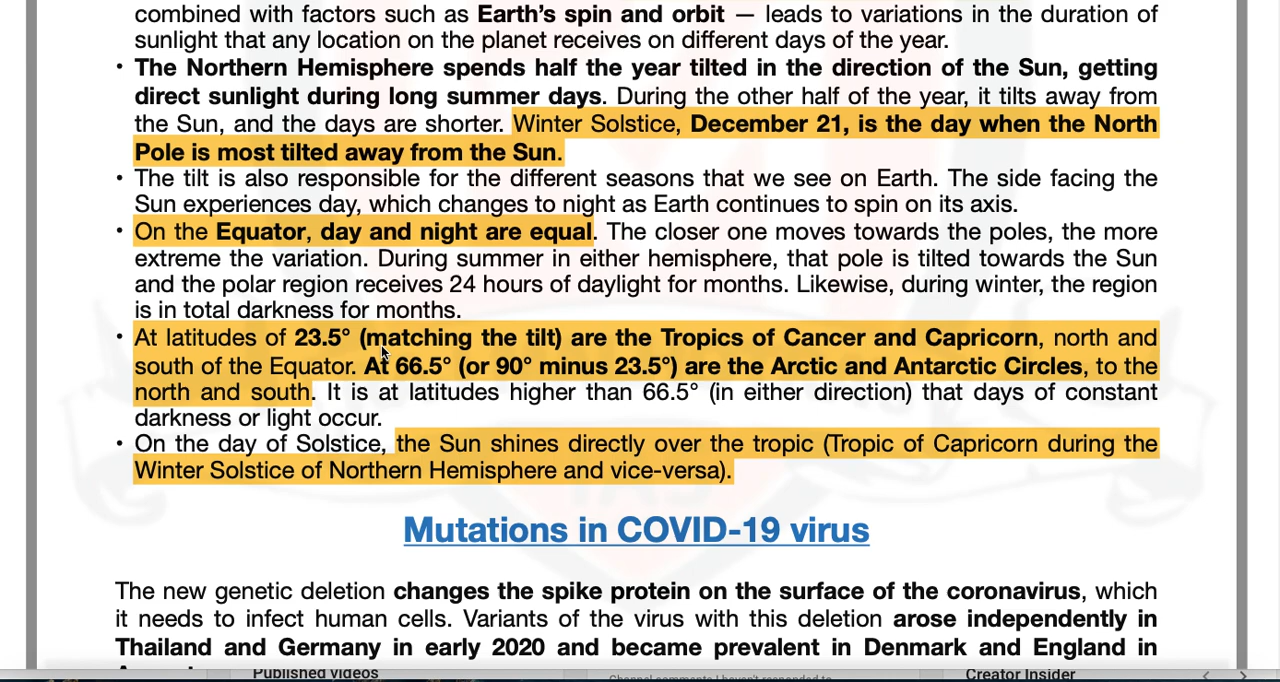 combined with factors such as Earth's spin and orbit — leads to variations in the duration of
sunlight that any location on the planet receives on different days of the year.
• The Northern Hemisphere spends half the year tilted in the direction of the Sun, getting
direct sunlight during long summer days. During the other half of the year, it tilts away from
the Sun, and the days are shorter. Winter Solstice, December 21, is the day when the North
Pole is most tilted away from the Sun.
• The tilt is also responsible for the different seasons that we see on Earth. The side facing the
Sun experiences day, which changes to night as Earth continues to spin on its axis.
• On the Equator, day and night are equal. The closer one moves towards the poles, the more
extreme the variation. During summer in either hemisphere, that pole is tilted towards the Sun
and the polar region receives 24 hours of daylight for months. Likewise, during winter, the region
is in total darkness for months.
• At latitudes of 23.5° (matching the tilt) are the Tropics of Cancer and Capricorn, north and
south of the Equator. At 66.5° (or 90° minus 23.5°) are the Arctic and Antarctic Circles, to the
north and south. It is at latitudes higher than 66.5° (in either direction) that days of constant
darkness or light occur.
• On the day of Solstice, the Sun shines directly over the tropic (Tropic of Capricorn during the
Winter Solstice of Northern Hemisphere and vice-versa).
Mutations in COVID-19 virus
The new genetic deletion changes the spike protein on the surface of the coronavirus, which
it needs to infect human cells. Variants of the virus with this deletion arose independently in
Thailand and Germany in early 2020 and became prevalent in Denmark and England in
Published videos
Creator Insider